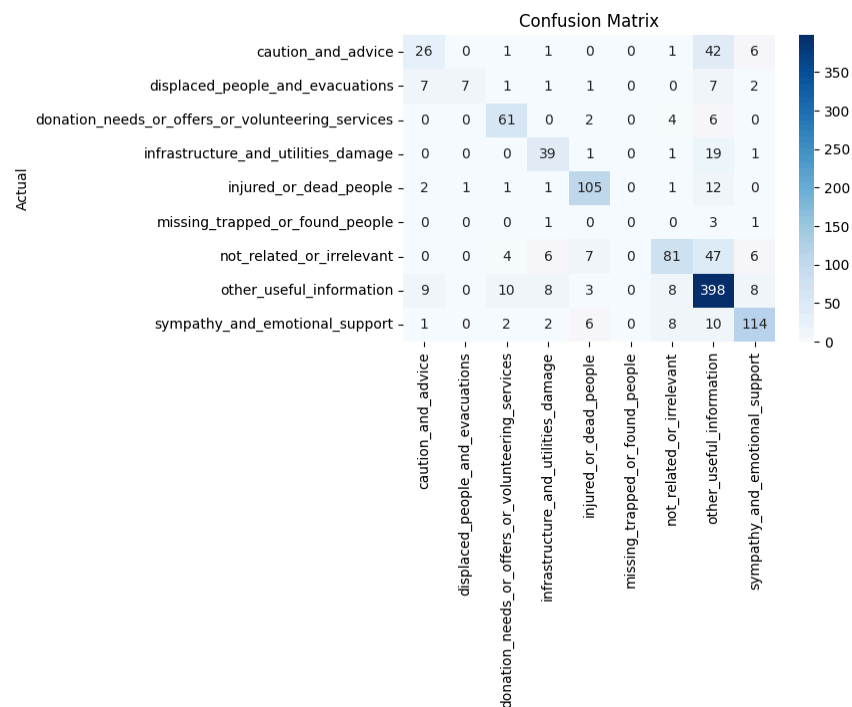 Confusion Matrix
Actual
caution_and_advice 26 0 1 1 0 0 1 42 6
displaced_people_and_evacuations 7 7 1 1 1 0 0 7 2
donation_needs_or_offers_or_volunteering_services 0 0 61 0 2 0 4 6 0
infrastructure_and_utilities_damage 0 0 0 39 1 0 1 19 1
injured_or_dead_people 2 1 1 1 105 0 1 12 0
missing_trapped_or_found_people 0 0 0 1 0 0 0 3 1
not_related_or_irrelevant 0 0 4 6 7 0 81 47 6
other_useful_information 9 0 10 8 3 0 8 398 8
sympathy_and_emotional_support 1 0 2 2 6 0 8 10 114
caution_and_advice
displaced_people_and_evacuations
donation_needs_or_offers_or_volunteering_services
infrastructure_and_utilities_damage
injured_or_dead_people
missing_trapped_or_found_people
not_related_or_irrelevant
other_useful_information
sympathy_and_emotional_support
350
300
250
200
150
100
50
0